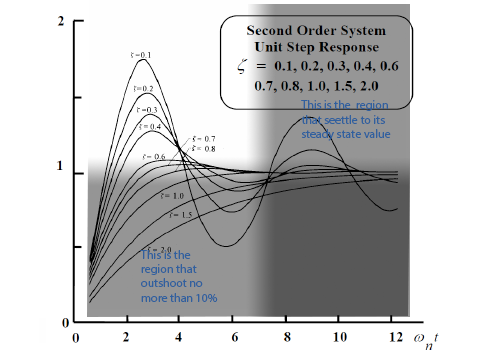 2
Second Order System
Unit Step Response
ζ = 0.1, 0.2, 0.3, 0.4, 0.6
0.7, 0.8, 1.0, 1.5, 2.0
This is the region
that seettle to its
steady state value
ζ=0.1
ζ=0.2
ζ=0.3
ζ=0.4
ζ= 0.7
ζ= 0.8
ζ=0.6
1
ζ= 1.0
ζ= 1.5
ζ= 2.0
This is the
region that
outshoot no
more than 10%
0
0 2 4 6 8 10 12 ωnt